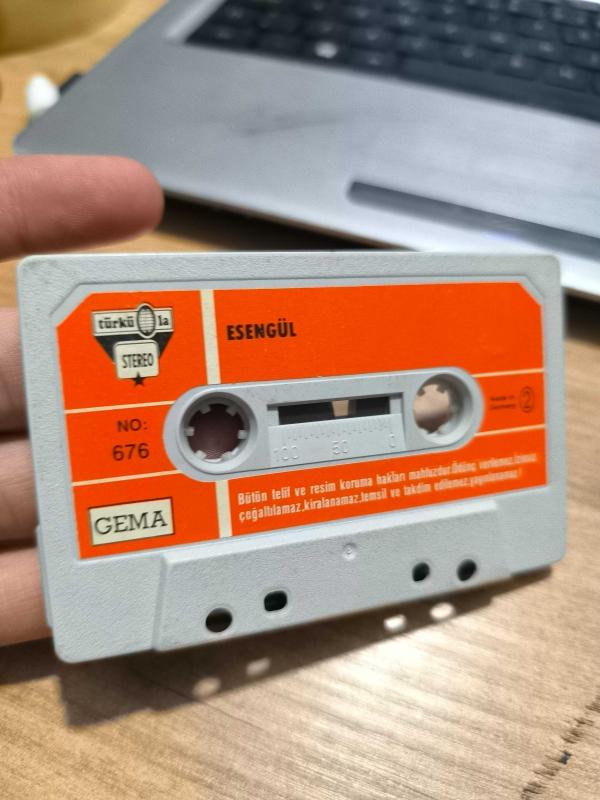 türkü la
STEREO
ESENGÜL
NO:
676
made in
Germany
2
100 50 0
GEMA
Bütün telif ve resim koruma hakları mahfuzdur.Ödünç verilemez.İzinsiz
çoğaltılamaz,kiralanamaz.temsil ve takdim edilemez,yayınlanamaz!